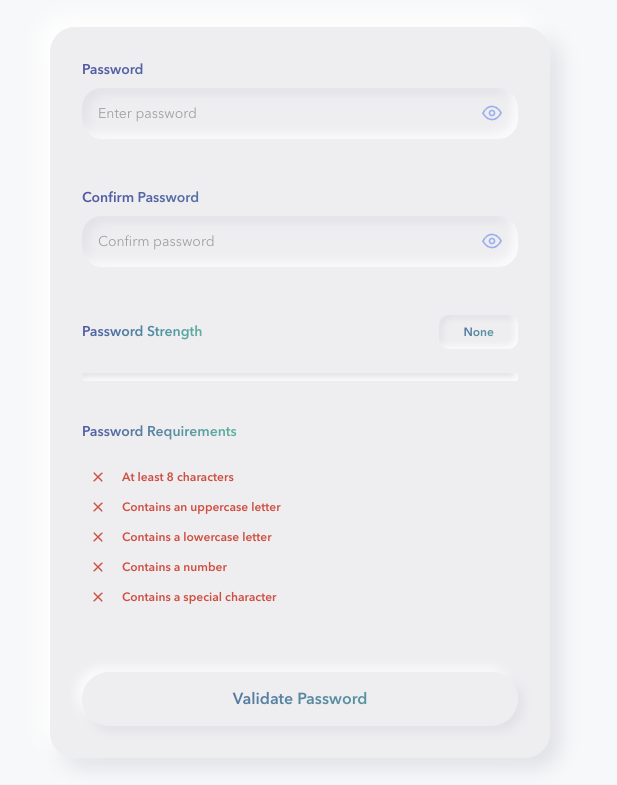 Password
Enter password
Confirm Password
Confirm password
Password Strength
None
Password Requirements
At least 8 characters
Contains an uppercase letter
Contains a lowercase letter
Contains a number
Contains a special character
Validate Password